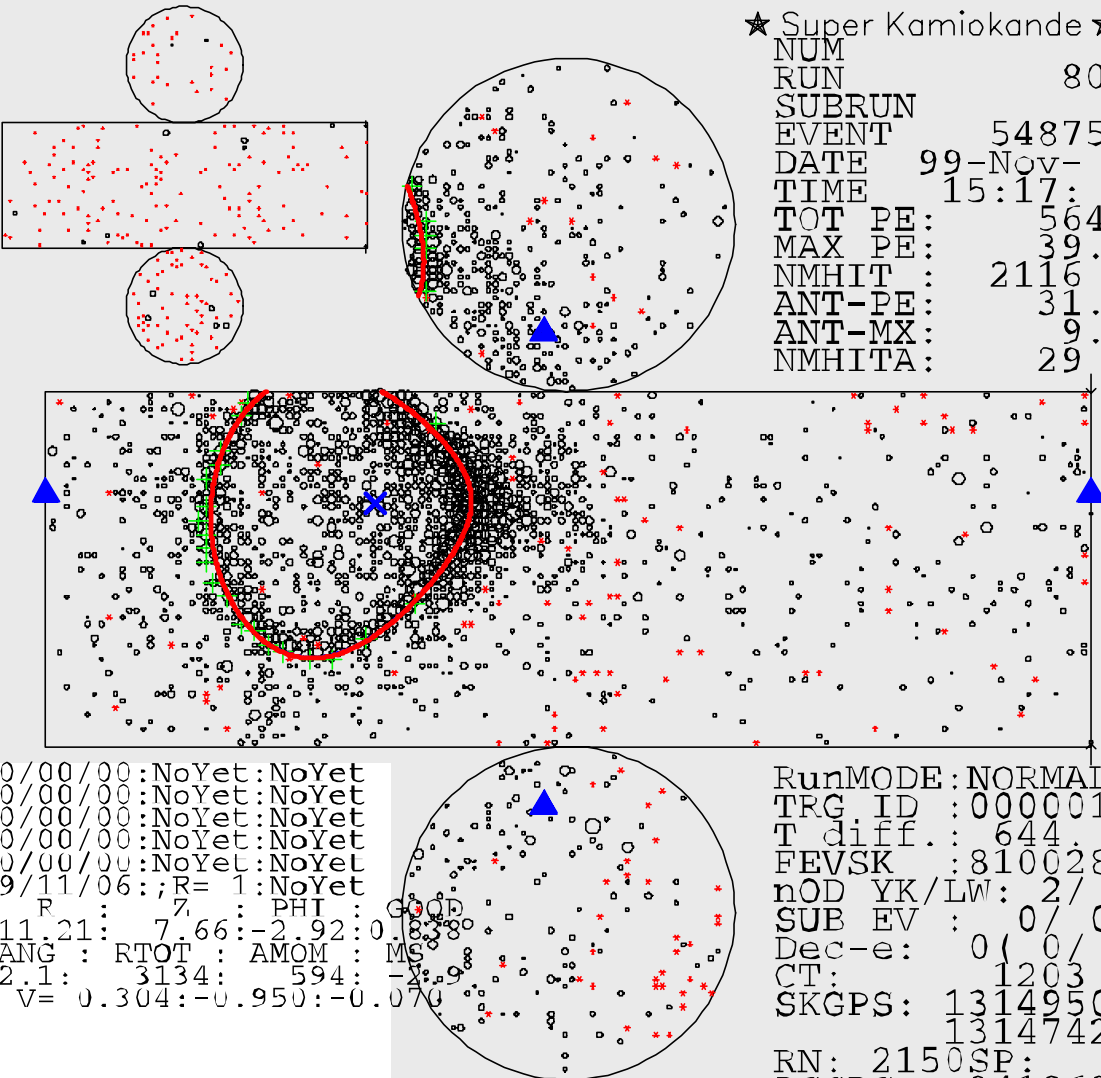 ★ Super Kamiokande
NUM
RUN 80
SUBRUN
EVENT 54875
DATE 99-Nov-
TIME 15:17:
TOT PE: 564
MAX PE: 39.
NMHIT : 2116
ANT-PE: 31.
ANT-MX: 9.
NMHITA: 29
0/00/00:NoYet:NoYet
0/00/00:NoYet:NoYet
0/00/00:NoYet:NoYet
0/00/00:NoYet:NoYet
0/00/00:NoYet:NoYet
9/11/06:;R= 1:NoYet
R : Z : PHI : GOOD
11.21: 7.66:-2.92:0.838
ANG : RTOT : AMOM : MS
2.1: 3134: 594:
V= 0.304:-0.950:-0.070
RunMODE:NORMAL
TRG ID :000001
T diff.: 644.
FEVSK :810028
nOD YK/LW: 2/
SUB EV : 0/ 0
Dec-e: 0( 0/
CT: 1203
SKGPS: 1314950
1314742
RN: 2150SP: